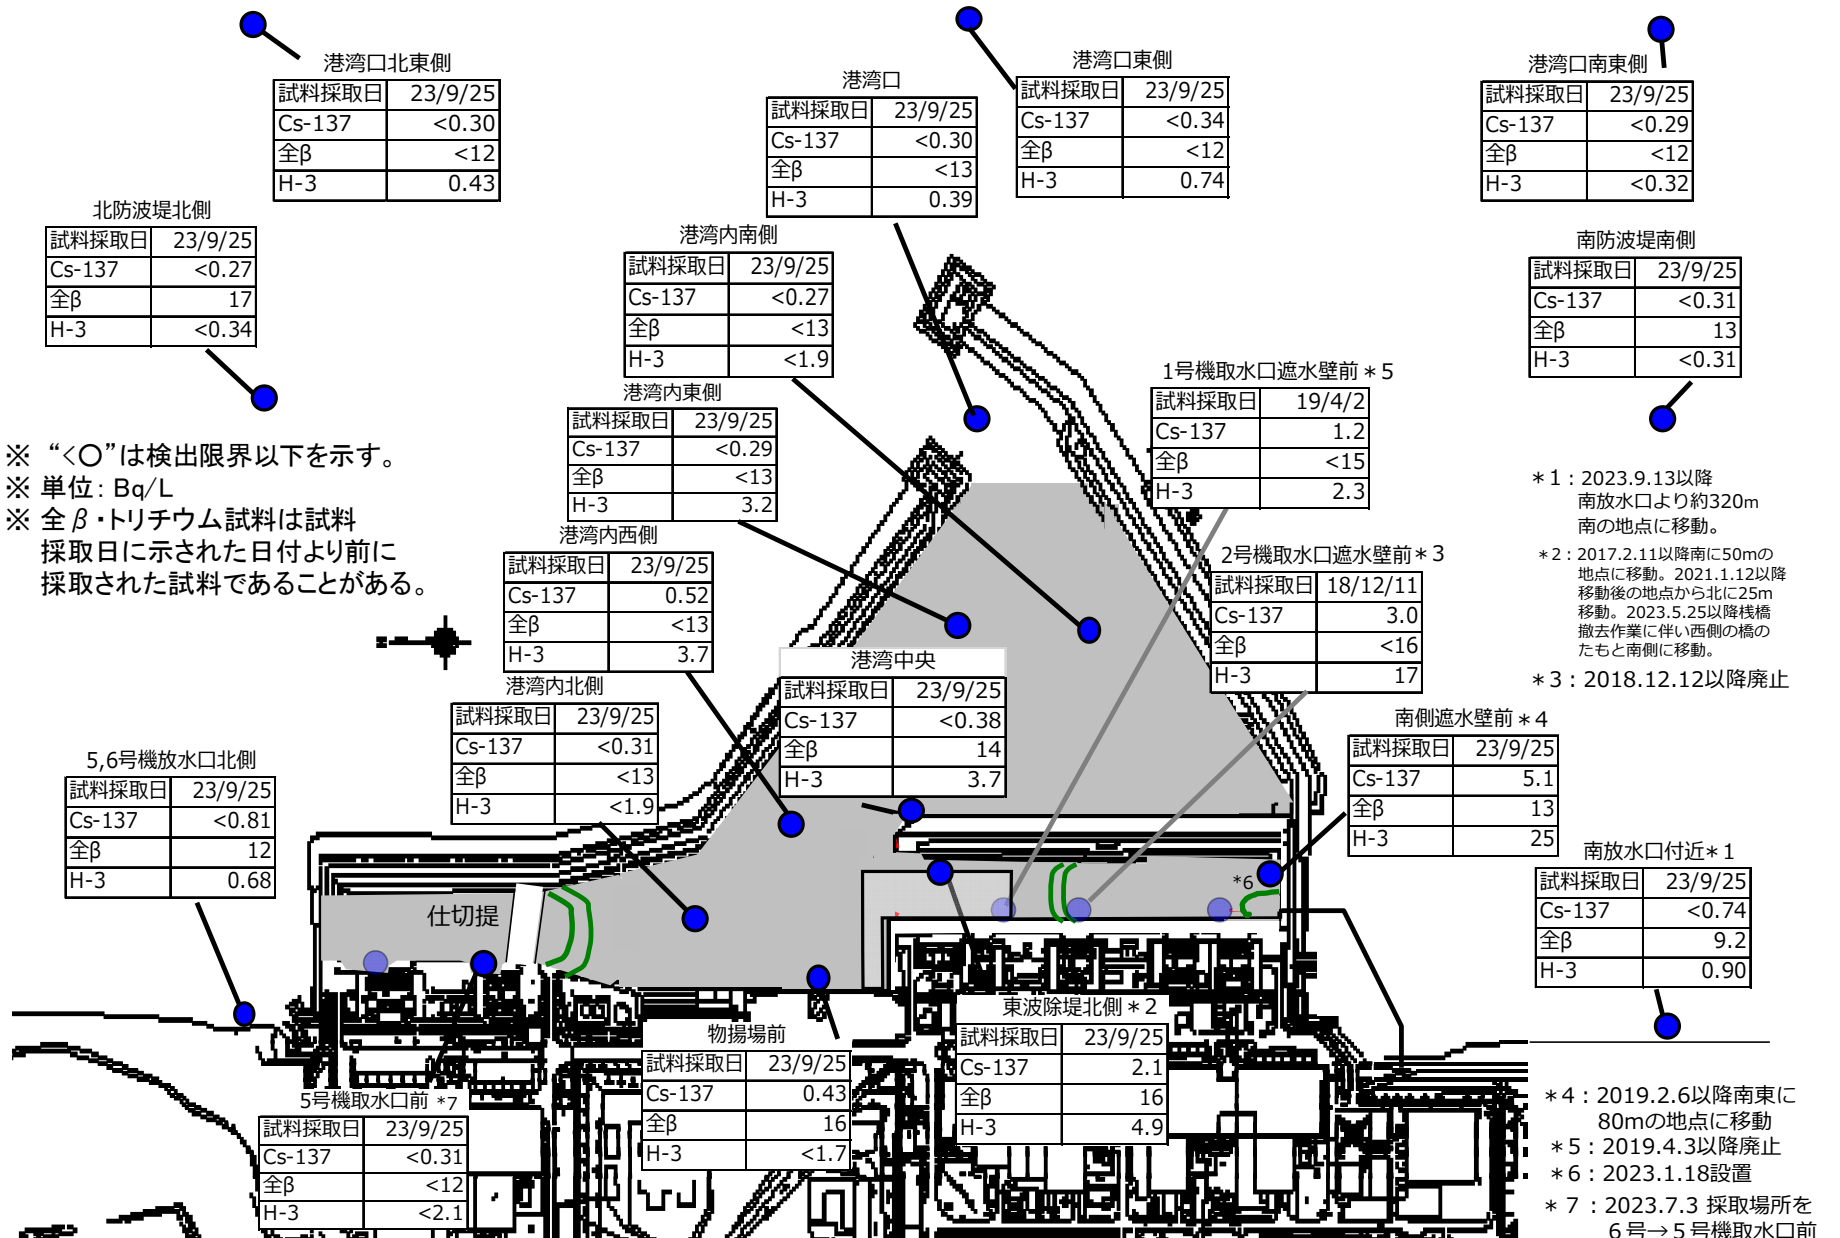 港湾口北東側
試料採取日 23/9/25
Cs-137 <0.30
全β <12
H-3 0.43
港湾口
試料採取日 23/9/25
Cs-137 <0.30
全β <13
H-3 0.39
港湾口東側
試料採取日 23/9/25
Cs-137 <0.34
全β <12
H-3 0.74
港湾口南東側
試料採取日 23/9/25
Cs-137 <0.29
全β <12
H-3 <0.32
北防波堤北側
試料採取日 23/9/25
Cs-137 <0.27
全β 17
H-3 <0.34
港湾内南側
試料採取日 23/9/25
Cs-137 <0.27
全β <13
H-3 <1.9
南防波堤南側
試料採取日 23/9/25
Cs-137 <0.31
全β 13
H-3 <0.31
港湾内東側
試料採取日 23/9/25
Cs-137 <0.29
全β <13
H-3 3.2
1号機取水口遮水壁前＊5
試料採取日 19/4/2
Cs-137 1.2
全β <15
H-3 2.3
※ “<〇”は検出限界以下を示す。
※ 単位：Bq/L
※ 全β・トリチウム試料は試料
採取日に示された日付より前に
採取された試料であることがある。
＊1：2023.9.13以降
南放水口より約320m
南の地点に移動。
＊2：2017.2.11以降南に50mの
地点に移動。2021.1.12以降
移動後の地点から北に25m
移動。2023.5.25以降桟橋
撤去作業に伴い西側の橋の
たもと南側に移動。
＊3：2018.12.12以降廃止
港湾内西側
試料採取日 23/9/25
Cs-137 0.52
全β <13
H-3 3.7
2号機取水口遮水壁前＊3
試料採取日 18/12/11
Cs-137 3.0
全β <16
H-3 17
港湾中央
試料採取日 23/9/25
Cs-137 <0.38
全β 14
H-3 3.7
港湾内北側
試料採取日 23/9/25
Cs-137 <0.31
全β <13
H-3 <1.9
南側遮水壁前＊4
試料採取日 23/9/25
Cs-137 5.1
全β 13
H-3 25
5,6号機放水口北側
試料採取日 23/9/25
Cs-137 <0.81
全β 12
H-3 0.68
仕切堤
*6
南放水口付近＊1
試料採取日 23/9/25
Cs-137 <0.74
全β 9.2
H-3 0.90
物揚場前
試料採取日 23/9/25
Cs-137 0.43
全β 16
H-3 <1.7
東波除堤北側＊2
試料採取日 23/9/25
Cs-137 2.1
全β 16
H-3 4.9
5号機取水口前 *7
試料採取日 23/9/25
Cs-137 <0.31
全β <12
H-3 <2.1
＊4：2019.2.6以降南東に
80mの地点に移動
＊5：2019.4.3以降廃止
＊6：2023.1.18設置
＊7：2023.7.3 採取場所を
6号→5号機取水口前